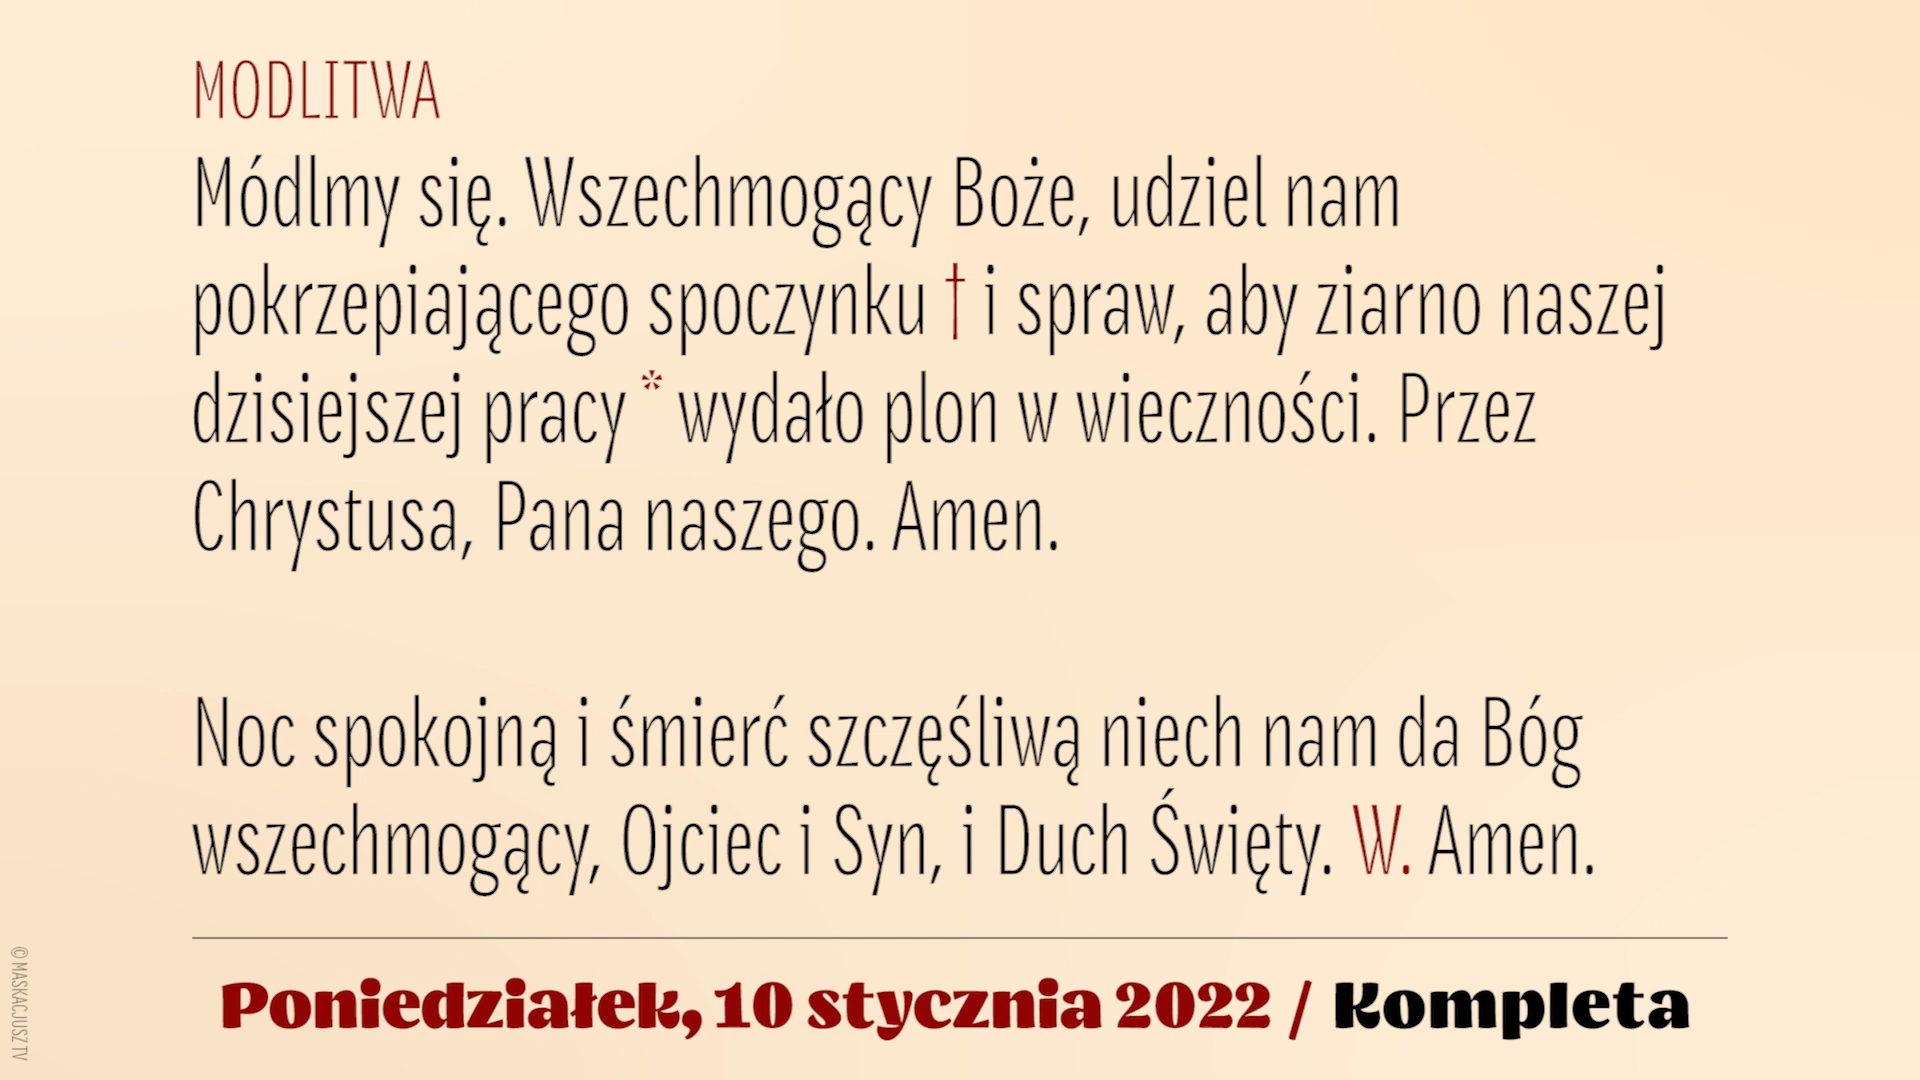 MODLITWA
Módlmy się. Wszechmogący Boże, udziel nam
pokrzepiającego spoczynku † i spraw, aby ziarno naszej
dzisiejszej pracy * wydało plon w wieczności. Przez
Chrystusa, Pana naszego. Amen.
Noc spokojną i śmierć szczęśliwą niech nam da Bóg
wszechmogący, Ojciec i Syn, i Duch Święty. W. Amen.
Poniedziałek, 10 stycznia 2022 / Kompleta
© MASKACJUSZ TV